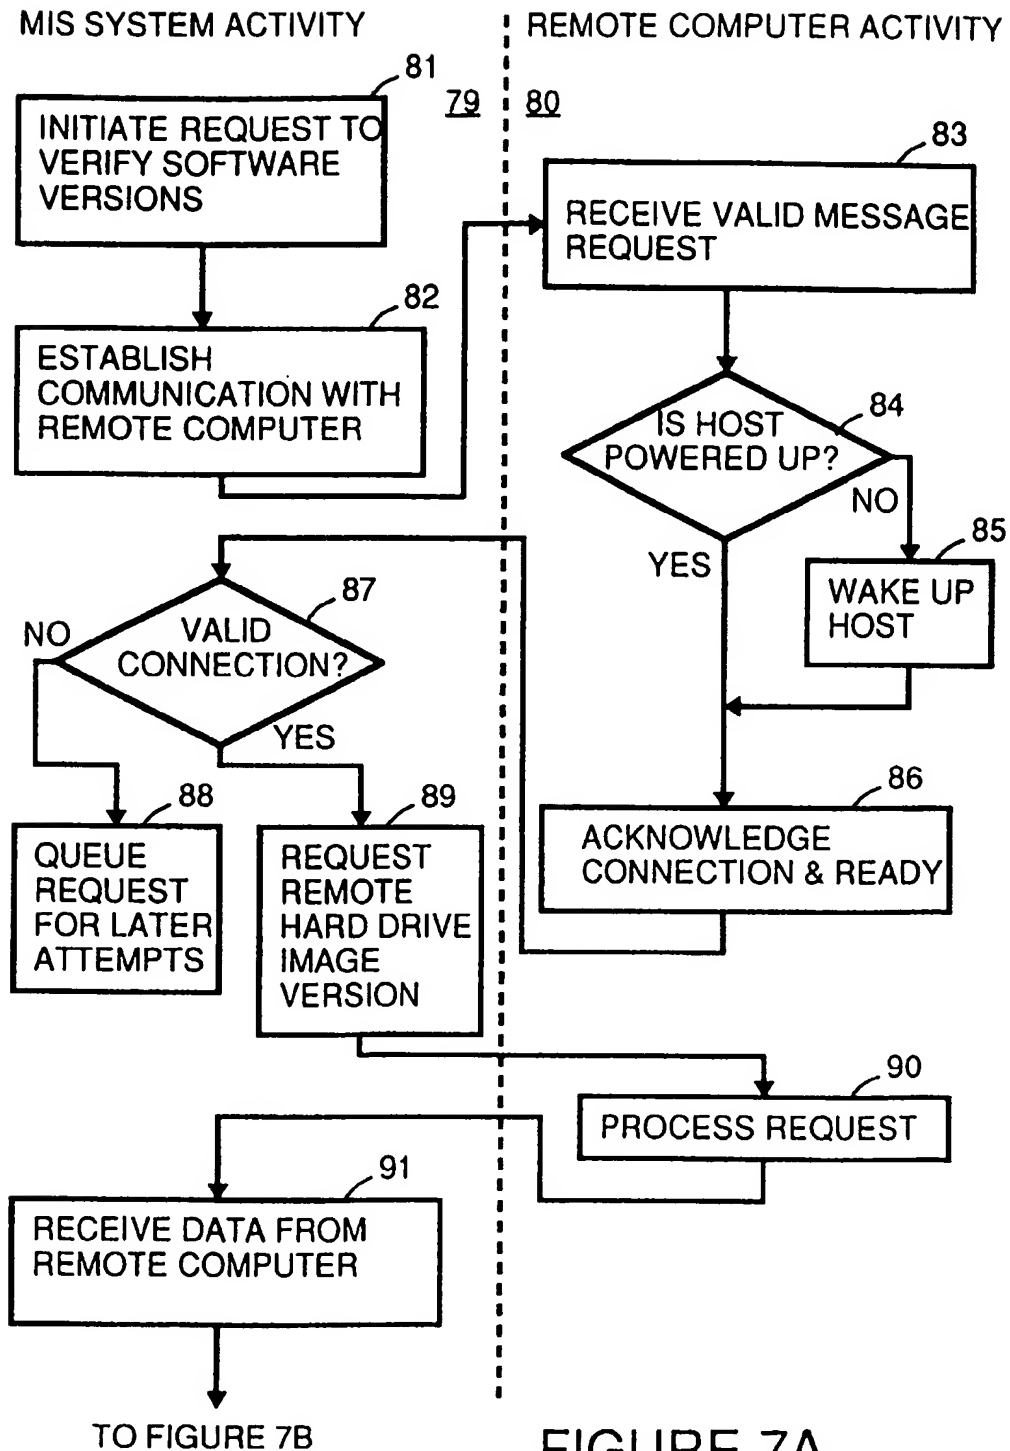 MIS SYSTEM ACTIVITY
REMOTE COMPUTER ACTIVITY
79
80
81
INITIATE REQUEST TO
VERIFY SOFTWARE
VERSIONS
82
ESTABLISH
COMMUNICATION WITH
REMOTE COMPUTER
83
RECEIVE VALID MESSAGE
REQUEST
84
IS HOST
POWERED UP?
NO
YES
85
WAKE UP
HOST
86
ACKNOWLEDGE
CONNECTION & READY
87
VALID
CONNECTION?
NO
YES
88
QUEUE
REQUEST
FOR LATER
ATTEMPTS
89
REQUEST
REMOTE
HARD DRIVE
IMAGE
VERSION
90
PROCESS REQUEST
91
RECEIVE DATA FROM
REMOTE COMPUTER
TO FIGURE 7B
FIGURE 7A